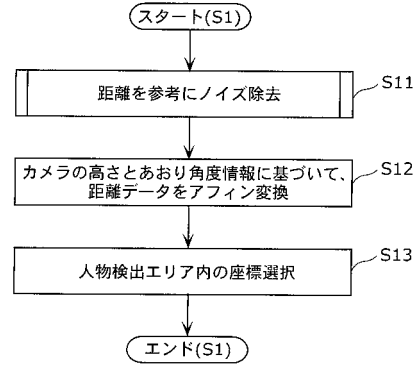 スタート(S1)
距離を参考にノイズ除去
S11
カメラの高さとあおり角度情報に基づいて、
距離データをアフィン変換
S12
人物検出エリア内の座標選択
S13
エンド(S1)